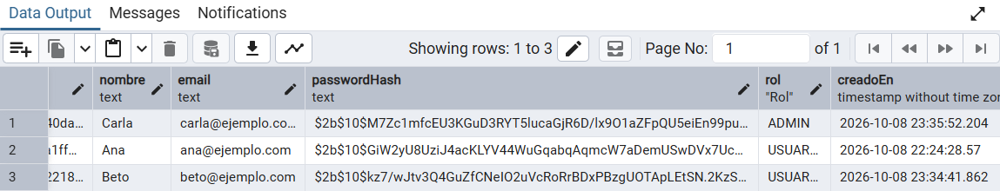 Data Output Messages Notifications
Showing rows: 1 to 3 Page No: 1 of 1
nombre email passwordHash rol creadoEn
text text text "Rol" timestamp without time zor
1 40da... Carla carla@ejemplo.co... $2b$10$M7Zc1mfcEU3KGuD3RYT5lucaGjR6D/lx9O1aZFpQU5eiEn99pu... ADMIN 2026-10-08 23:35:52.204
2 a1ff... Ana ana@ejemplo.com $2b$10$GiW2yU8UziJ4acKLYV44WuGqabqAqmcW7aDemUSwDVx7Uc... USUAR... 2026-10-08 22:24:28.57
3 2218... Beto beto@ejemplo.com $2b$10$kz7/wJtv3Q4GuZfCNeIO2uVcRoRrBDxPBzgUOTApLEtSN.2KzS... USUAR... 2026-10-08 23:34:41.862